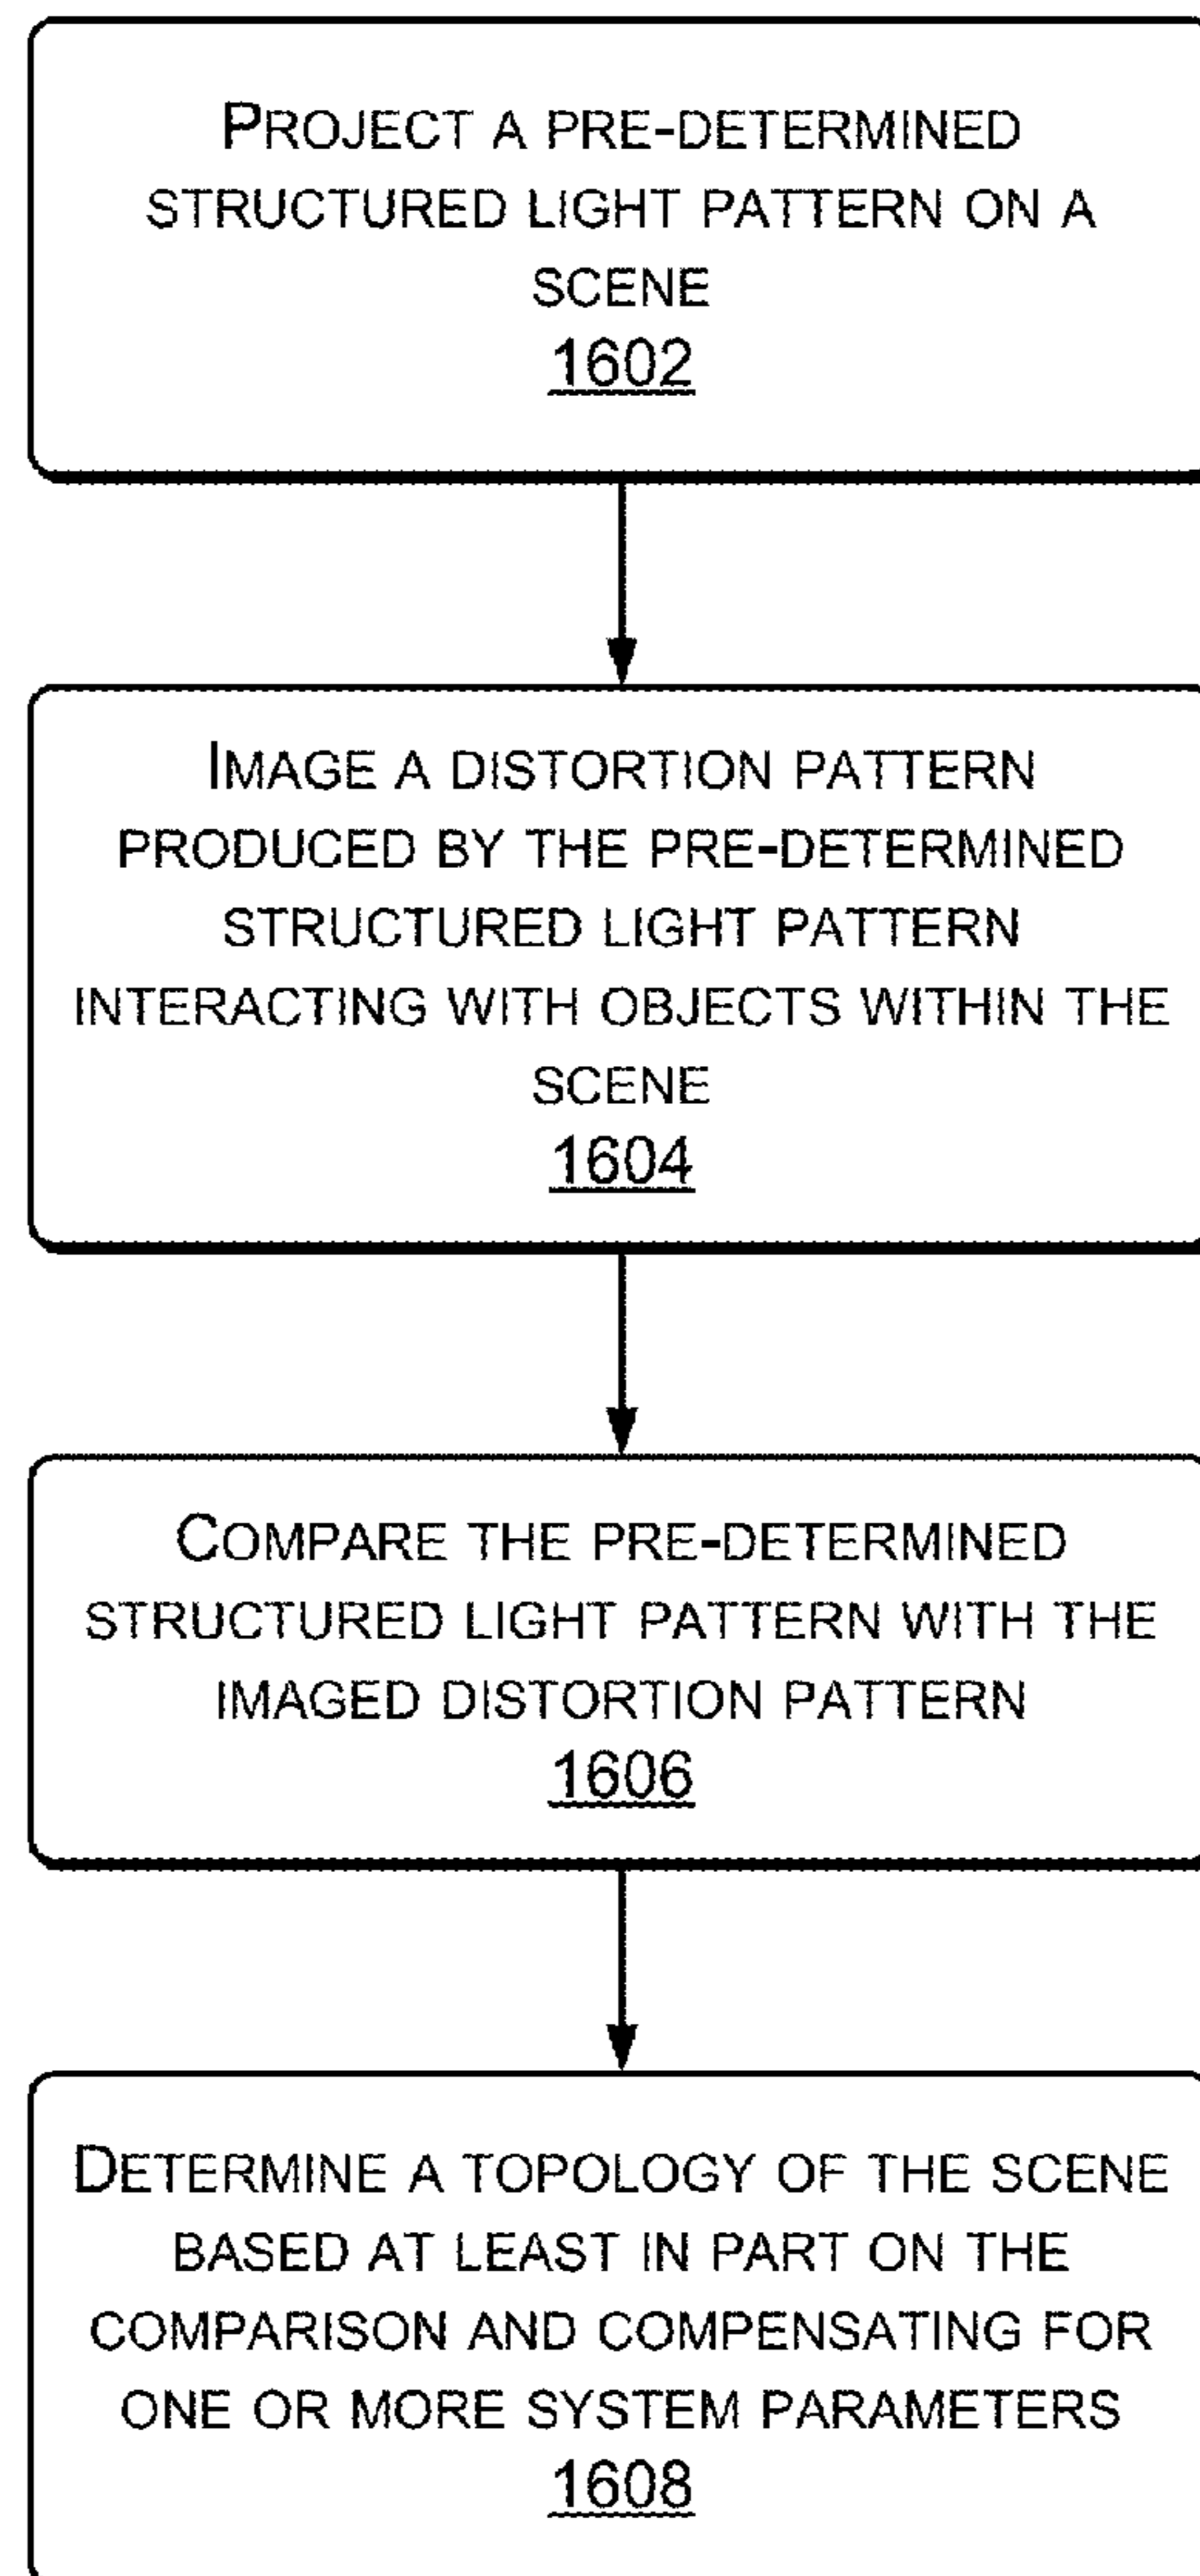 PROJECT A PRE-DETERMINED
STRUCTURED LIGHT PATTERN ON A
SCENE
1602
IMAGE A DISTORTION PATTERN
PRODUCED BY THE PRE-DETERMINED
STRUCTURED LIGHT PATTERN
INTERACTING WITH OBJECTS WITHIN THE
SCENE
1604
COMPARE THE PRE-DETERMINED
STRUCTURED LIGHT PATTERN WITH THE
IMAGED DISTORTION PATTERN
1606
DETERMINE A TOPOLOGY OF THE SCENE
BASED AT LEAST IN PART ON THE
COMPARISON AND COMPENSATING FOR
ONE OR MORE SYSTEM PARAMETERS
1608